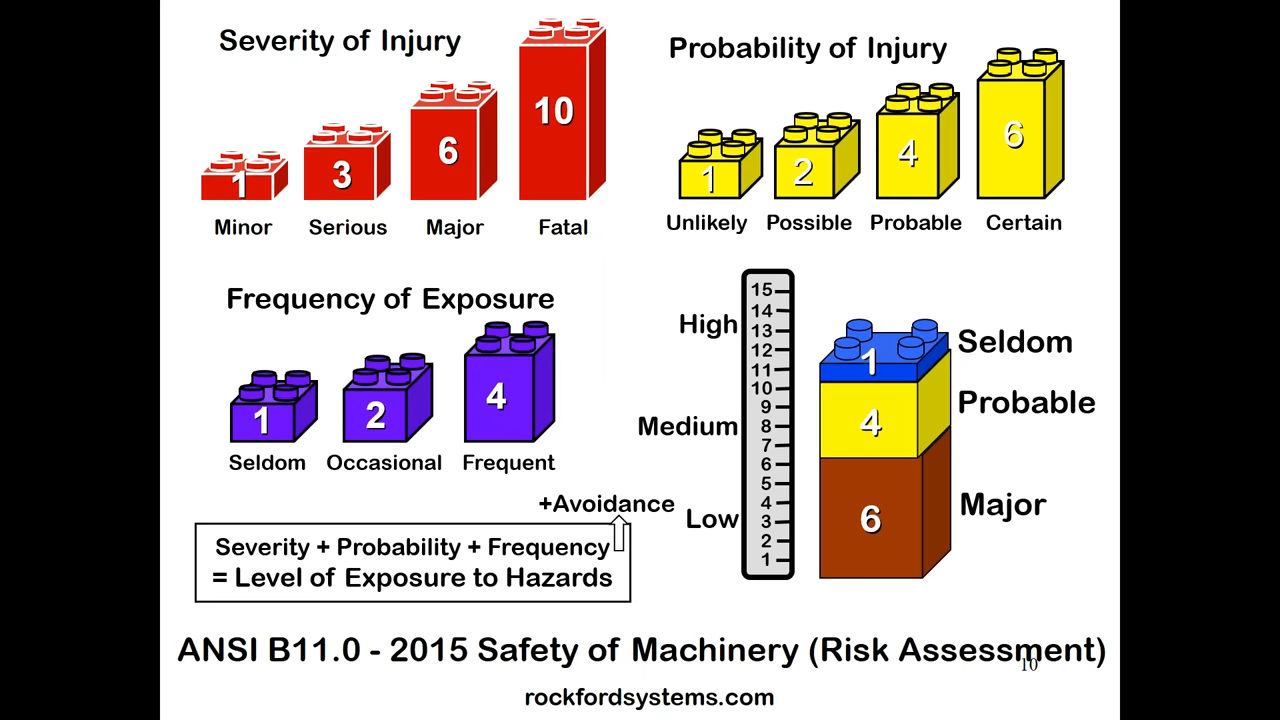 Severity of Injury
1
3
6
10
Minor
Serious
Major
Fatal
Probability of Injury
1
2
4
6
Unlikely
Possible
Probable
Certain
Frequency of Exposure
1
2
4
Seldom
Occasional
Frequent
+Avoidance
Severity + Probability + Frequency
= Level of Exposure to Hazards
High
Medium
Low
15
14
13
12
11
10
9
8
7
6
5
4
3
2
1
1
4
6
Seldom
Probable
Major
ANSI B11.0 - 2015 Safety of Machinery (Risk Assessment)
10
rockfordsystems.com